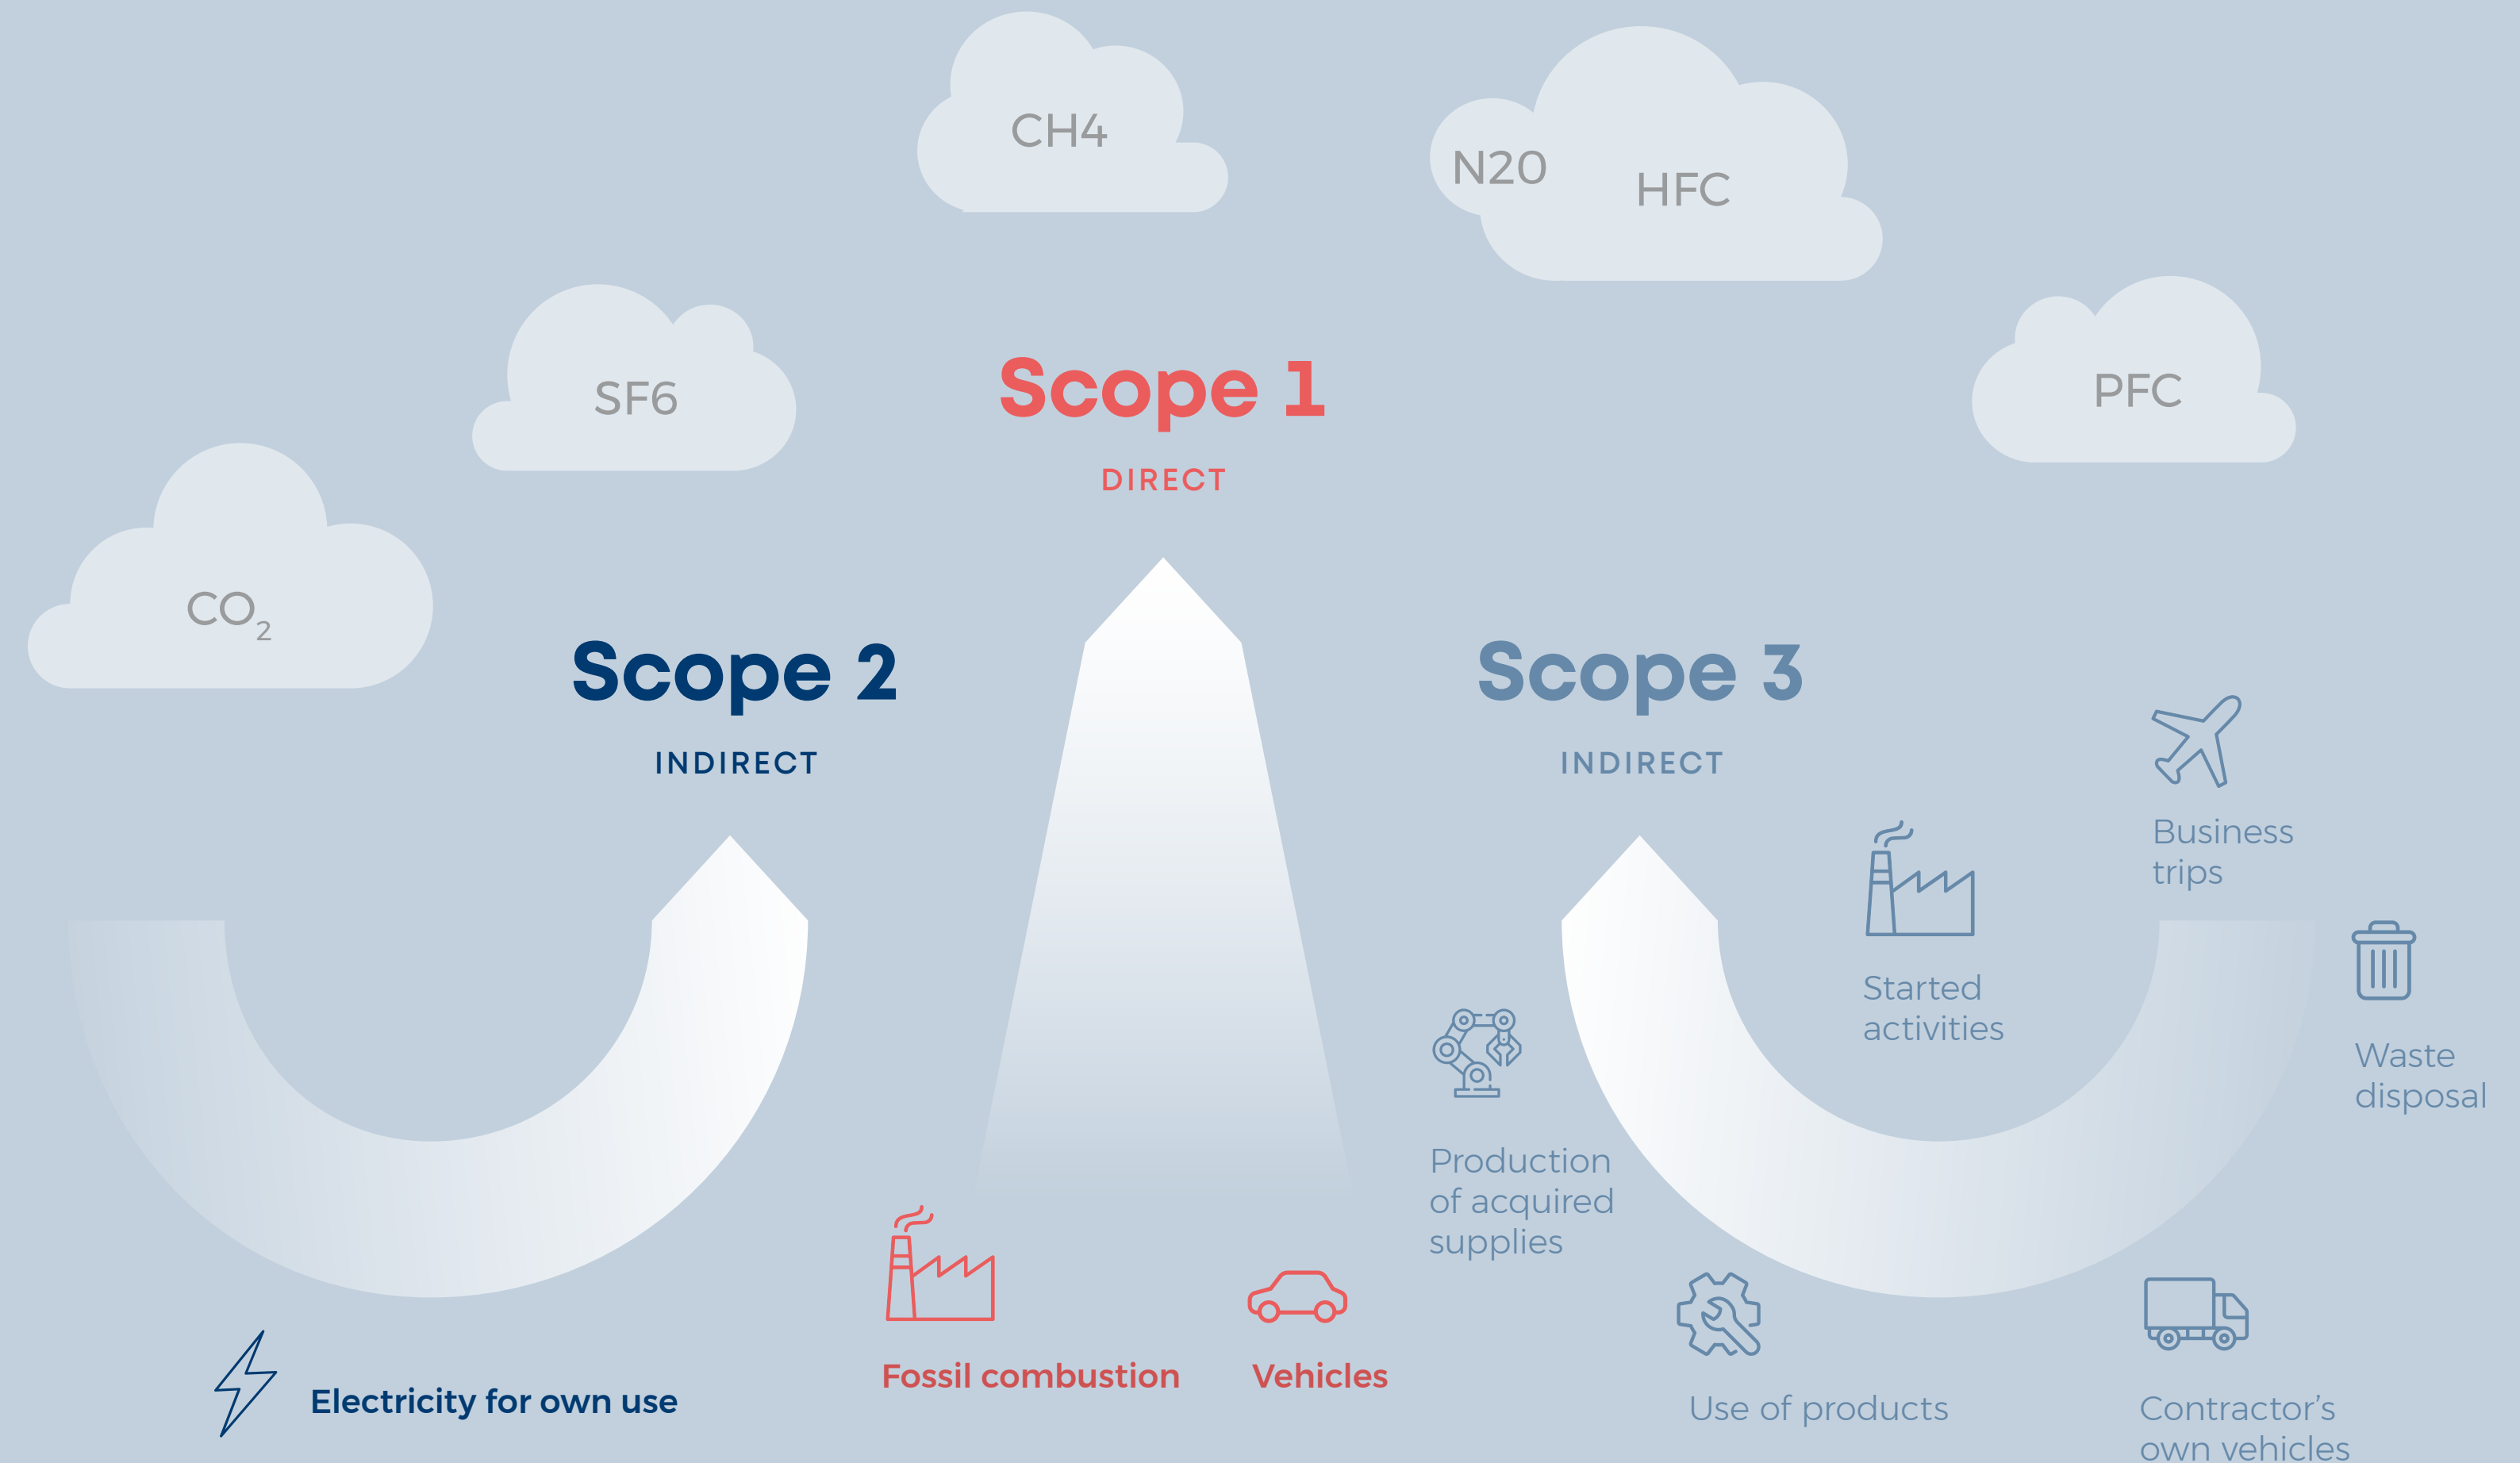 CH4
N20
HFC
SF6
PFC
CO₂
Scope 1
DIRECT
Scope 2
INDIRECT
Scope 3
INDIRECT
Business
trips
Started
activities
Waste
disposal
Production
of acquired
supplies
Fossil combustion
Vehicles
Electricity for own use
Use of products
Contractor’s
own vehicles